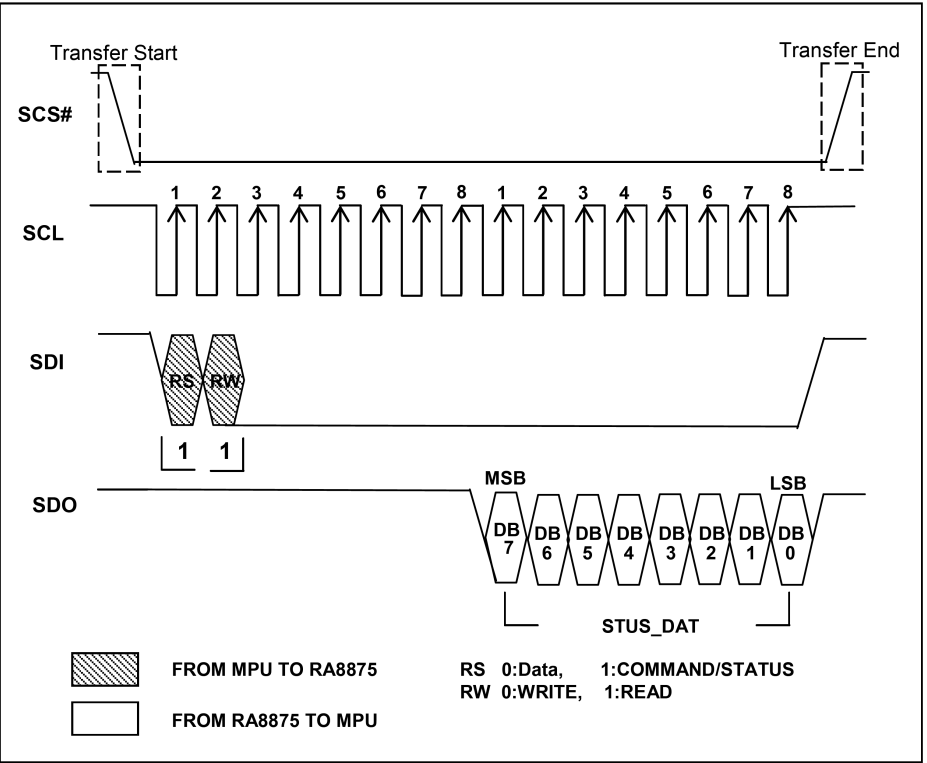 Transfer Start
Transfer End
SCS#
1 2 3 4 5 6 7 8 1 2 3 4 5 6 7 8
SCL
SDI
RS RW
1 1
MSB
LSB
SDO
DB 7 DB 6 DB 5 DB 4 DB 3 DB 2 DB 1 DB 0
STUS_DAT
FROM MPU TO RA8875
RS 0:Data, 1:COMMAND/STATUS
RW 0:WRITE, 1:READ
FROM RA8875 TO MPU